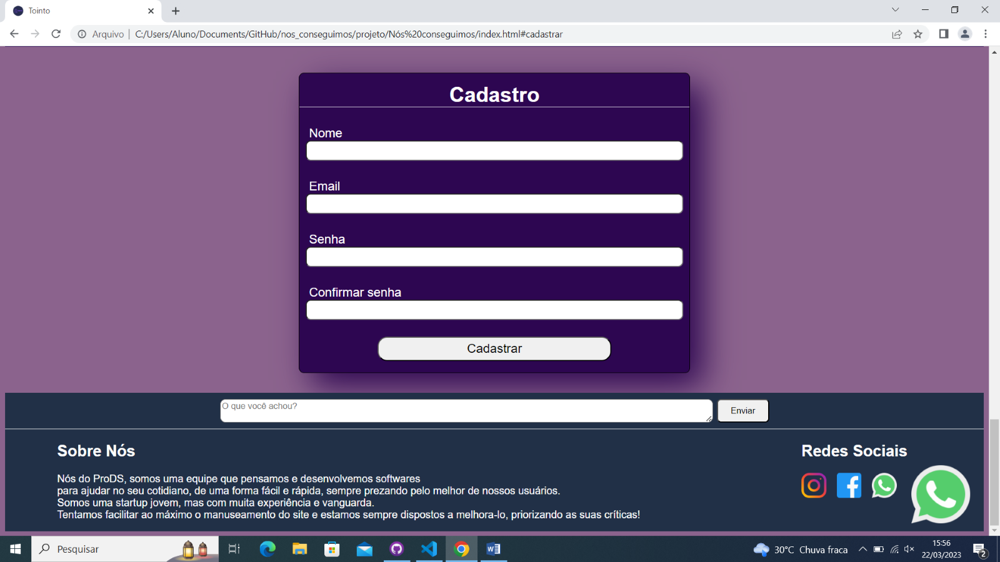 Tointo
Arquivo
C:/Users/Aluno/Documents/GitHub/nos_conseguimos/projeto/Nós%20conseguimos/index.html#cadastrar
Cadastro
Nome
Email
Senha
Confirmar senha
Cadastrar
O que você achou?
Enviar
Sobre Nós
Nós do ProDS, somos uma equipe que pensamos e desenvolvemos softwares
para ajudar no seu cotidiano, de uma forma fácil e rápida, sempre prezando pelo melhor de nossos usuários.
Somos uma startup jovem, mas com muita experiência e vanguarda.
Tentamos facilitar ao máximo o manuseamento do site e estamos sempre dispostos a melhora-lo, priorizando as suas críticas!
Redes Sociais
Pesquisar
30°C Chuva fraca
15:56
22/03/2023
2